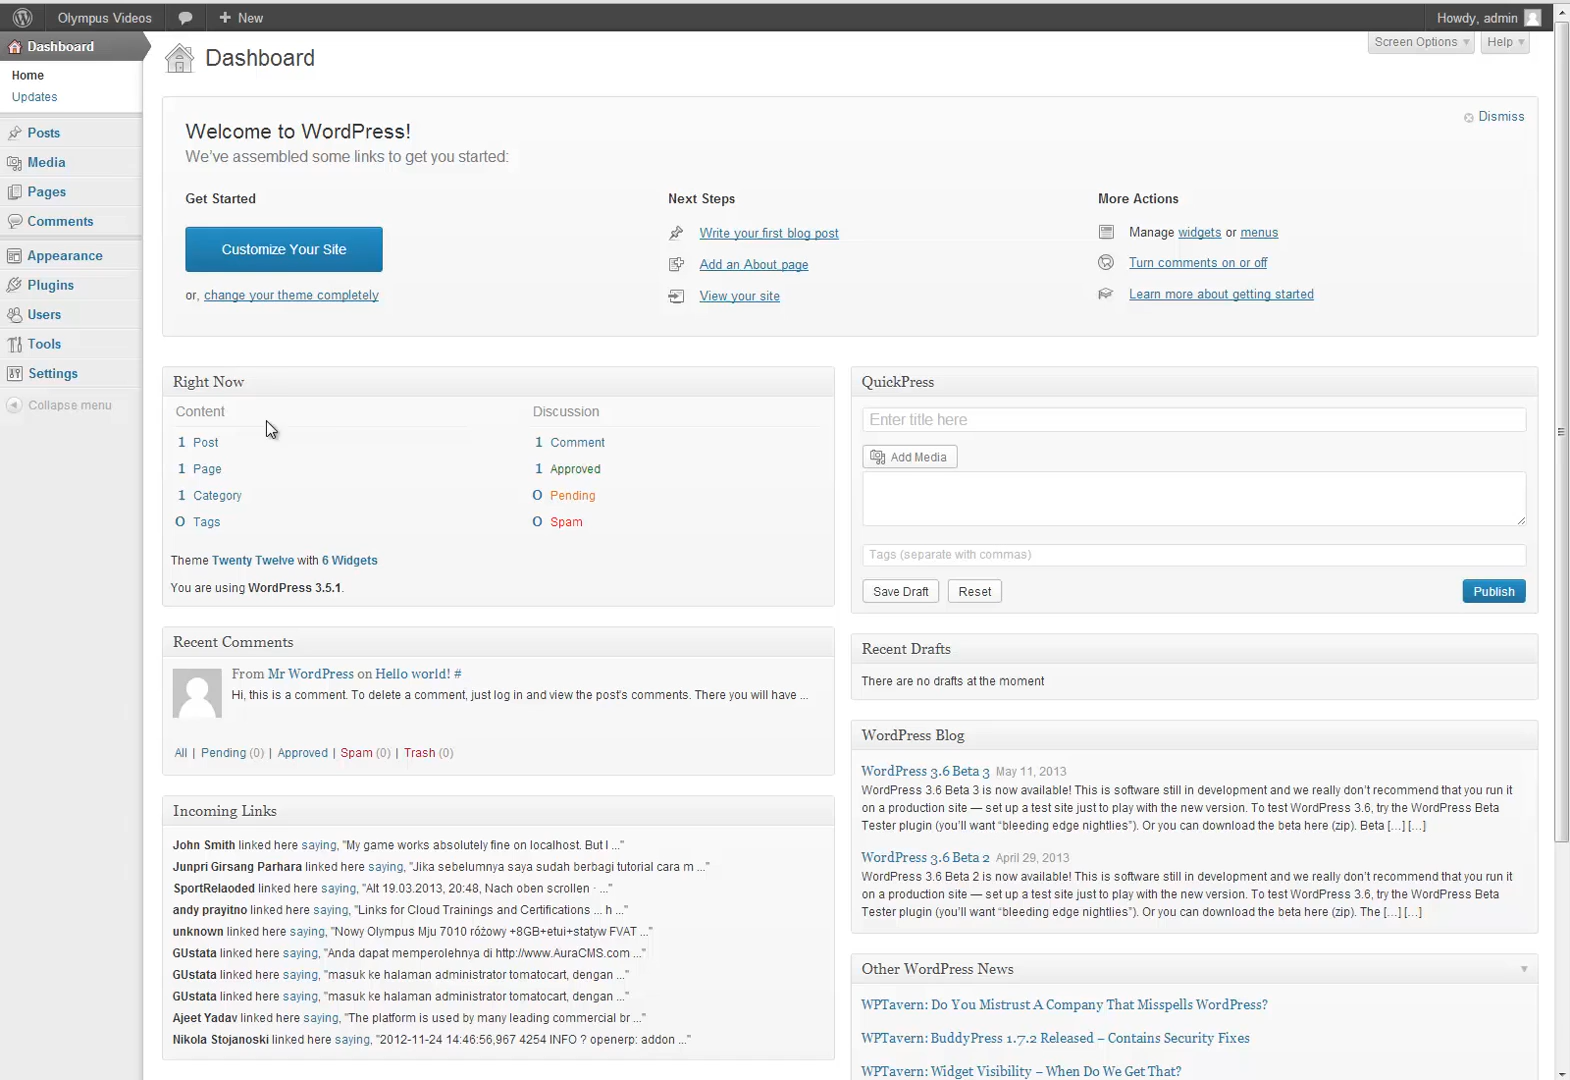 Olympus Videos
+ New
Howdy, admin
Dashboard
Home
Updates
Posts
Media
Pages
Comments
Appearance
Plugins
Users
Tools
Settings
Collapse menu
Dashboard
Screen Options
Help
Welcome to WordPress!
We've assembled some links to get you started:
Dismiss
Get Started
Customize Your Site
or, change your theme completely
Next Steps
Write your first blog post
Add an About page
View your site
More Actions
Manage widgets or menus
Turn comments on or off
Learn more about getting started
Right Now
Content
1 Post
1 Page
1 Category
0 Tags
Discussion
1 Comment
1 Approved
0 Pending
0 Spam
Theme Twenty Twelve with 6 Widgets
You are using WordPress 3.5.1.
Recent Comments
From Mr WordPress on Hello world! #
Hi, this is a comment. To delete a comment, just log in and view the post's comments. There you will have ...
All | Pending (0) | Approved | Spam (0) | Trash (0)
Incoming Links
John Smith linked here saying, "My game works absolutely fine on localhost. But I ..."
Junpri Girsang Parhara linked here saying, "Jika sebelumnya saya sudah berbagi tutorial cara m ..."
SportRelaoded linked here saying, "Alt 19.03.2013, 20:48, Nach oben scrollen · ..."
andy prayitno linked here saying, "Links for Cloud Trainings and Certifications ... h ..."
unknown linked here saying, "Nowy Olympus Mju 7010 różowy +8GB+etui+statyw FVAT ..."
GUstata linked here saying, "Anda dapat memperolehnya di http://www.AuraCMS.com ..."
GUstata linked here saying, "masuk ke halaman administrator tomatocart, dengan ..."
GUstata linked here saying, "masuk ke halaman administrator tomatocart, dengan ..."
Ajeet Yadav linked here saying, "The platform is used by many leading commercial br ..."
Nikola Stojanoski linked here saying, "2012-11-24 14:46:56,967 4254 INFO ? openerp: addon ..."
QuickPress
Enter title here
Add Media
Tags (separate with commas)
Save Draft
Reset
Publish
Recent Drafts
There are no drafts at the moment
WordPress Blog
WordPress 3.6 Beta 3 May 11, 2013
WordPress 3.6 Beta 3 is now available! This is software still in development and we really don't recommend that you run it
on a production site — set up a test site just to play with the new version. To test WordPress 3.6, try the WordPress Beta
Tester plugin (you'll want "bleeding edge nightlies"). Or you can download the beta here (zip). Beta [...] [...]
WordPress 3.6 Beta 2 April 29, 2013
WordPress 3.6 Beta 2 is now available! This is software still in development and we really don't recommend that you run it
on a production site — set up a test site just to play with the new version. To test WordPress 3.6, try the WordPress Beta
Tester plugin (you'll want "bleeding edge nightlies"). Or you can download the beta here (zip). The [...] [...]
Other WordPress News
WPTavern: Do You Mistrust A Company That Misspells WordPress?
WPTavern: BuddyPress 1.7.2 Released – Contains Security Fixes
WPTavern: Widget Visibility – When Do We Get That?